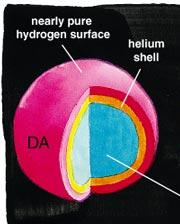 nearly pure
hydrogen surface
helium
shell
DA